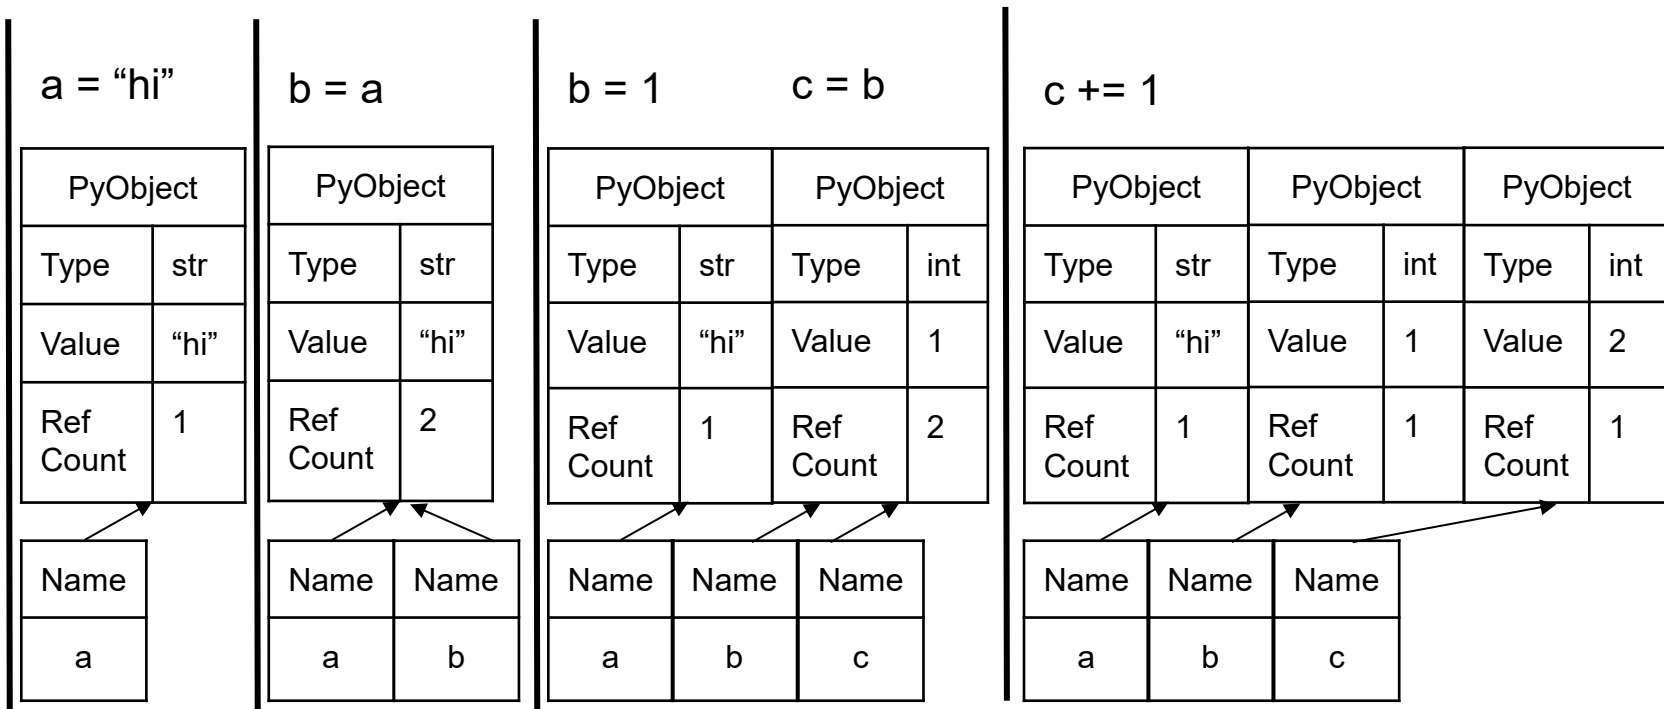 a = “hi”
PyObject
Type str
Value “hi”
Ref Count 1
Name
a
b = a
PyObject
Type str
Value “hi”
Ref Count 2
Name Name
a b
b = 1 c = b
PyObject PyObject
Type str Type int
Value “hi” Value 1
Ref Count 1 Ref Count 2
Name Name Name
a b c
c += 1
PyObject PyObject PyObject
Type str Type int Type int
Value “hi” Value 1 Value 2
Ref Count 1 Ref Count 1 Ref Count 1
Name Name Name
a b c